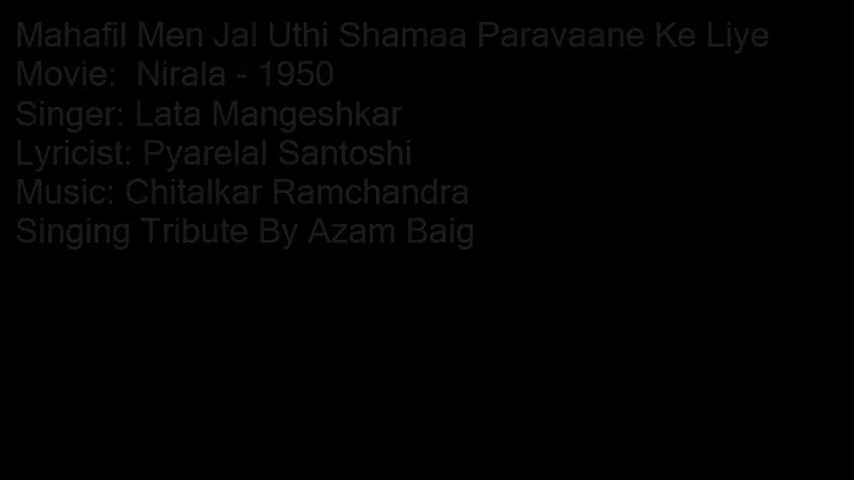 Mahafil Men Jal Uthi Shamaa Paravaane Ke Liye
Movie:  Nirala - 1950
Singer: Lata Mangeshkar
Lyricist: Pyarelal Santoshi
Music: Chitalkar Ramchandra
Singing Tribute By Azam Baig